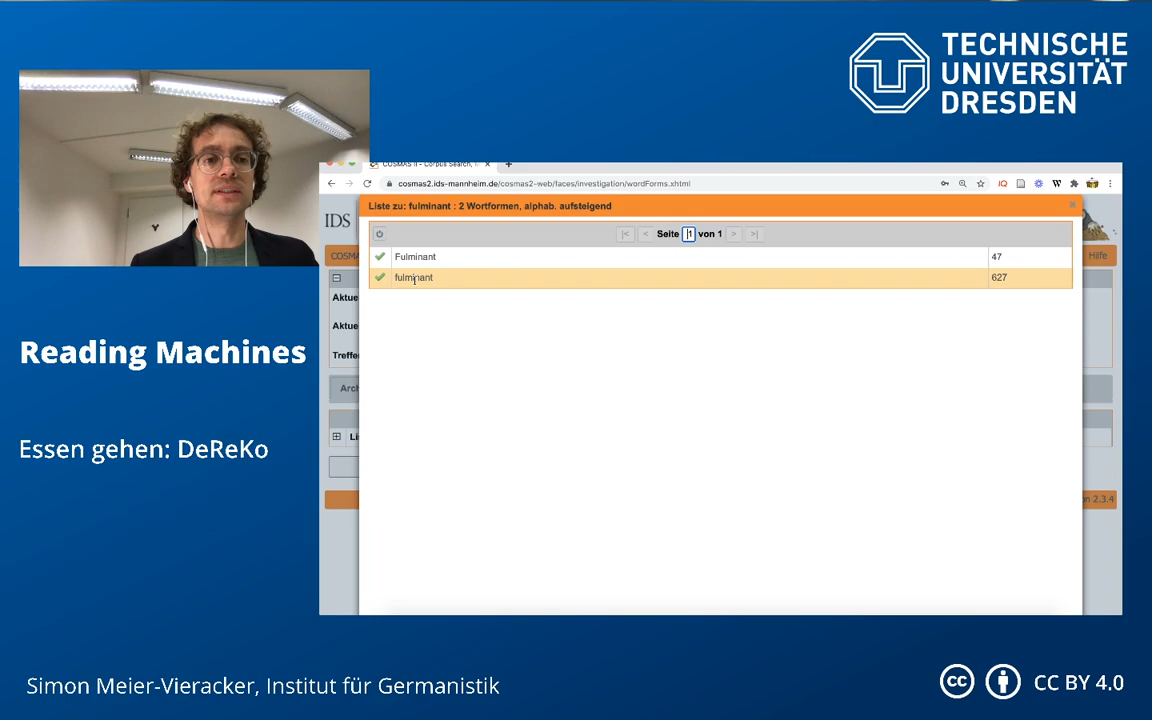 TECHNISCHE
UNIVERSITÄT
DRESDEN
COSMAS II - Corpus Search,
cosmas2.ids-mannheim.de/cosmas2-web/faces/investigation/wordForms.xhtml
IDS
Liste zu: fulminant : 2 Wortformen, alphab. aufsteigend
Seite 1 von 1
COSMA
Hilfe
Fulminant 47
fulminant 627
Aktue
Aktue
Treffe
Arch
Li
on 2.3.4
Reading Machines
Essen gehen: DeReKo
Simon Meier-Vieracker, Institut für Germanistik
cc
CC BY 4.0